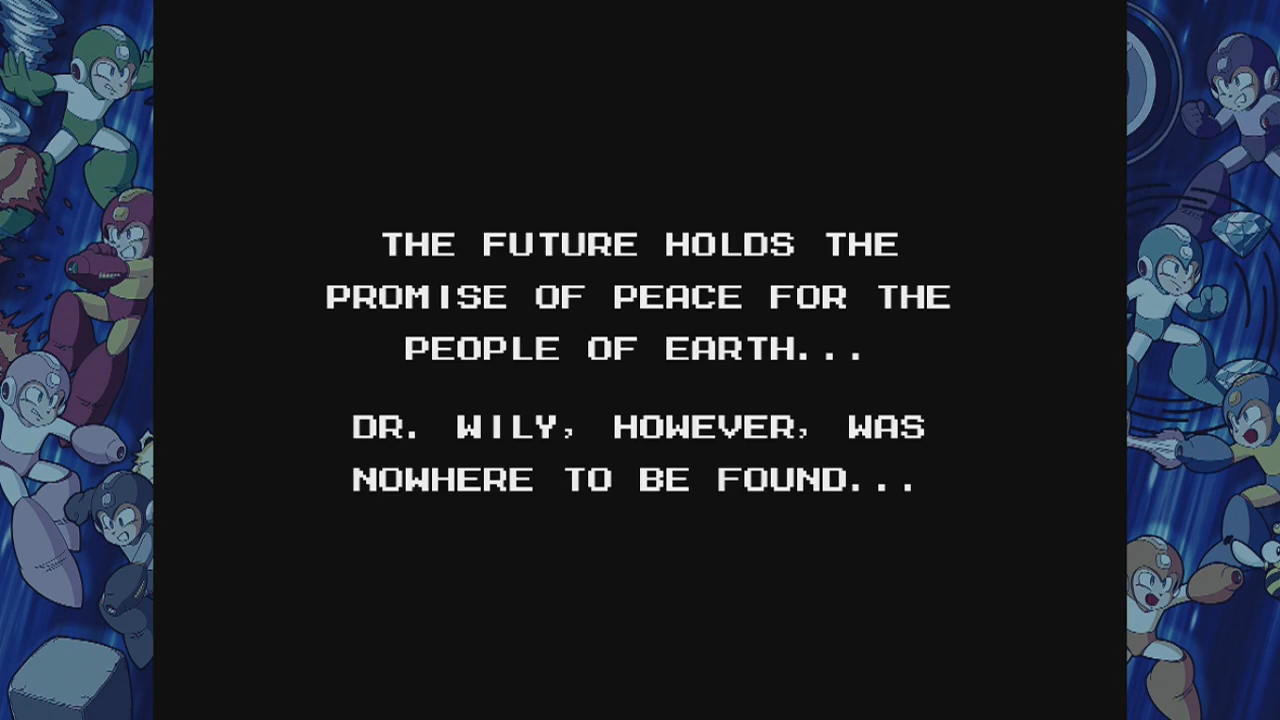 THE FUTURE HOLDS THE
PROMISE OF PEACE FOR THE
PEOPLE OF EARTH...
DR. WILY, HOWEVER, WAS
NOWHERE TO BE FOUND...